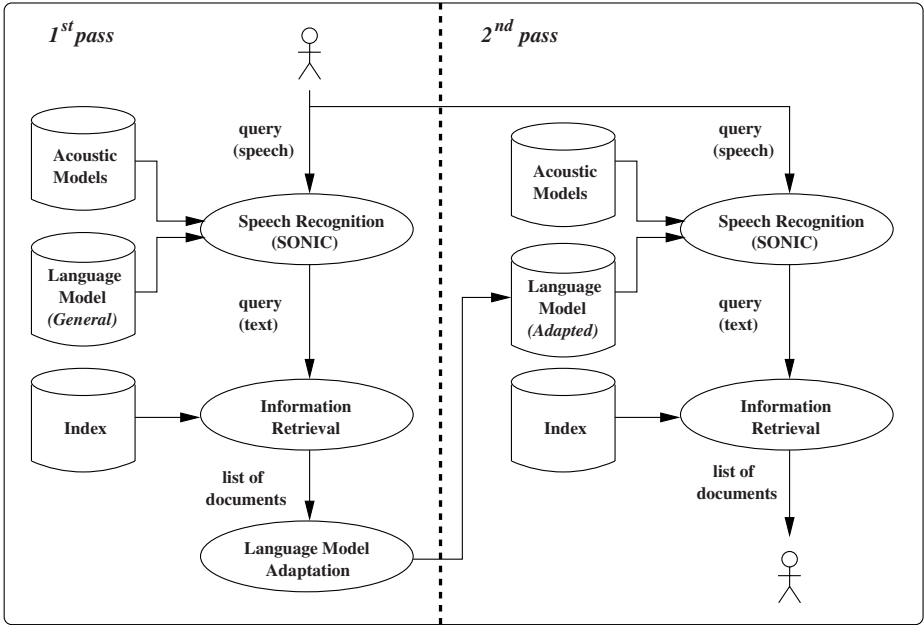 1st pass
query
(speech)
Acoustic
Models
Speech Recognition
(SONIC)
Language
Model
(General)
query
(text)
Index
Information
Retrieval
list of
documents
Language Model
Adaptation
2nd pass
query
(speech)
Acoustic
Models
Speech Recognition
(SONIC)
Language
Model
(Adapted)
query
(text)
Index
Information
Retrieval
list of
documents